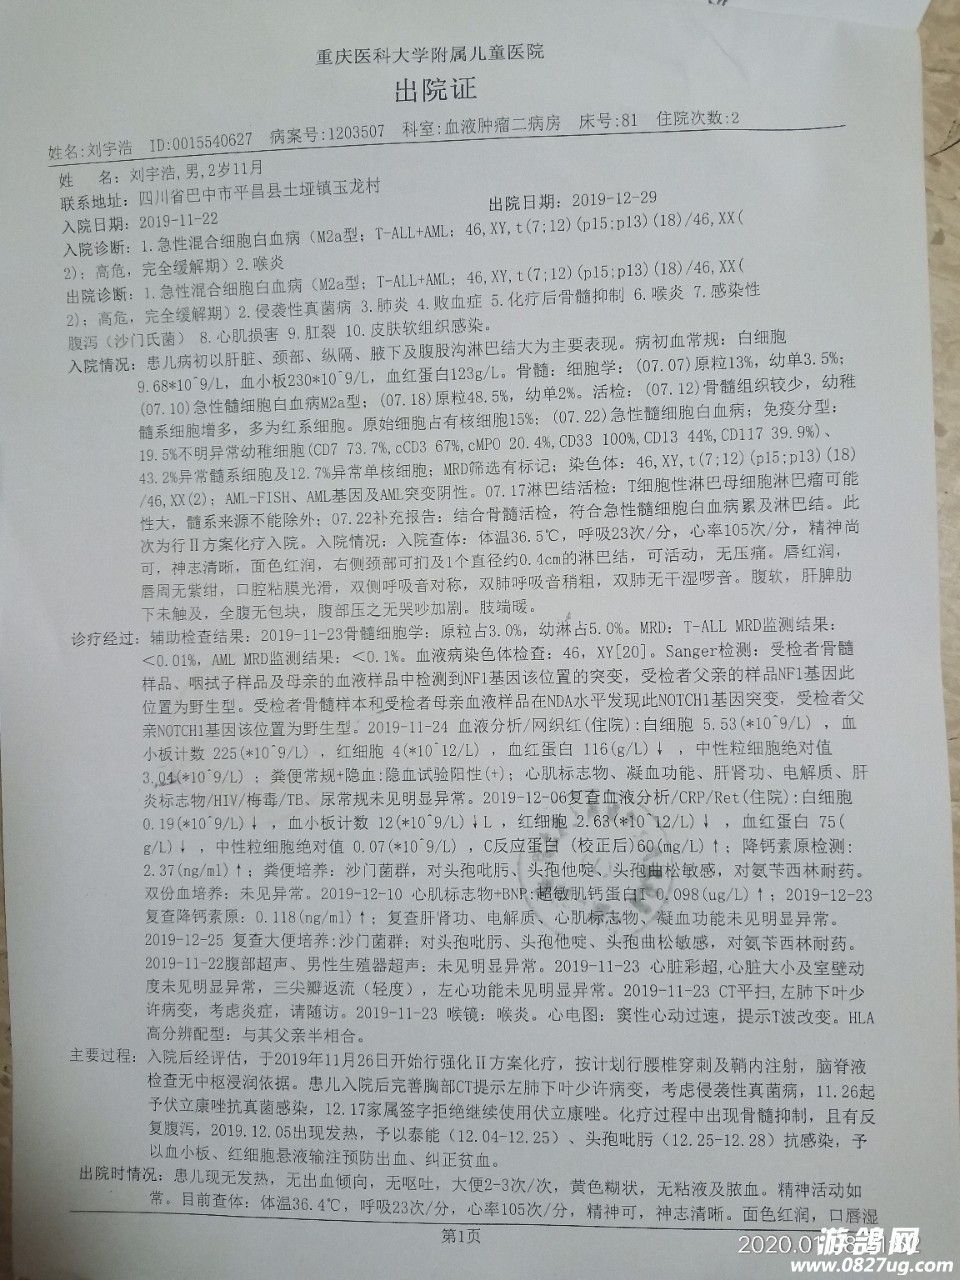 重庆医科大学附属儿童医院
出院证
姓名:刘宇浩 ID:0015540627 病案号:1203507 科室:血液肿瘤二病房 床号:81 住院次数:2
姓 名: 刘宇浩,男,2岁11月
联系地址: 四川省巴中市平昌县土垭镇玉龙村
入院日期: 2019-11-22 出院日期: 2019-12-29
入院诊断: 1.急性混合细胞白血病（M2a型; T-ALL+AML; 46,XY,t(7;12)(p15;p13)(18)/46,XX(
2); 高危, 完全缓解期）2.喉炎
出院诊断: 1.急性混合细胞白血病（M2a型; T-ALL+AML; 46,XY,t(7;12)(p15;p13)(18)/46,XX(
2); 高危, 完全缓解期）2.侵袭性真菌病 3.肺炎 4.败血症 5.化疗后骨髓抑制 6.喉炎 7.感染性
腹泻（沙门氏菌） 8.心肌损害 9.肛裂 10.皮肤软组织感染。
入院情况: 患儿病初以肝脏、颈部、纵隔、腋下及腹股沟淋巴结大为主要表现。病初血常规: 白细胞
9.68*10^9/L, 血小板230*10^9/L, 血红蛋白123g/L。骨髓: 细胞学: (07.07)原粒13%, 幼单3.5%;
(07.10)急性髓细胞白血病M2a型; (07.18)原粒48.5%, 幼单2%。活检: (07.12)骨髓组织较少, 幼稚
髓系细胞增多, 多为红系细胞。原始细胞占有核细胞15%; (07.22)急性髓细胞白血病; 免疫分型:
19.5%不明异常幼稚细胞(CD7 73.7%,cCD3 67%,cMPO 20.4%,CD33 100%,CD13 44%,CD117 39.9%)、
43.2%异常髓系细胞及12.7%异常单核细胞; MRD筛选有标记; 染色体: 46,XY,t(7;12)(p15;p13)(18)
/46,XX(2); AML-FISH、AML基因及AML突变阴性。07.17淋巴结活检: T细胞性淋巴母细胞淋巴瘤可能
性大, 髓系来源不能除外; 07.22补充报告: 结合骨髓活检, 符合急性髓细胞白血病累及淋巴结。此
次为行Ⅱ方案化疗入院。入院情况: 入院查体: 体温36.5℃, 呼吸23次/分, 心率105次/分, 精神尚
可, 神志清晰, 面色红润, 右侧颈部可扪及1个直径约0.4cm的淋巴结, 可活动, 无压痛。唇红润,
唇周无紫绀, 口腔粘膜光滑, 双侧呼吸音对称, 双肺呼吸音稍粗, 双肺无干湿啰音。腹软, 肝脾肋
下未触及, 全腹无包块, 腹部压之无哭吵加剧。肢端暖。
诊疗经过: 辅助检查结果: 2019-11-23骨髓细胞学: 原粒占3.0%, 幼淋占5.0%。MRD: T-ALL MRD监测结果:
<0.01%, AML MRD监测结果: <0.1%。血液病染色体检查: 46, XY[20]。Sanger检测: 受检者骨髓
样品、咽拭子样品及母亲的血液样品中检测到NF1基因该位置的突变, 受检者父亲的样品NF1基因此
位置为野生型。受检者骨髓样本和受检者母亲血液样品在NDA水平发现此NOTCH1基因突变, 受检者父
亲NOTCH1基因该位置为野生型。2019-11-24 血液分析/网织红(住院):白细胞 5.53(*10^9/L) , 血
小板计数 225(*10^9/L) , 红细胞 4(*10^12/L) , 血红蛋白 116(g/L)↓ , 中性粒细胞绝对值
3.04(*10^9/L) ; 粪便常规+隐血:隐血试验阳性(+); 心肌标志物、凝血功能、肝肾功、电解质、肝
炎标志物/HIV/梅毒/TB、尿常规未见明显异常。2019-12-06复查血液分析/CRP/Ret(住院):白细胞
0.19(*10^9/L)↓ , 血小板计数 12(*10^9/L)↓L , 红细胞 2.63(*10^12/L)↓ , 血红蛋白 75(
g/L)↓ , 中性粒细胞绝对值 0.07(*10^9/L) , C反应蛋白 (校正后)60(mg/L)↑; 降钙素原检测:
2.37(ng/ml)↑; 粪便培养: 沙门菌群, 对头孢吡肟、头孢他啶、头孢曲松敏感, 对氨苄西林耐药。
双份血培养: 未见异常。2019-12-10 心肌标志物+BNP:超敏肌钙蛋白I 0.098(ug/L)↑; 2019-12-23
复查降钙素原: 0.118(ng/ml)↑; 复查肝肾功、电解质、心肌标志物、凝血功能未见明显异常。
2019-12-25 复查大便培养:沙门菌群; 对头孢吡肟、头孢他啶、头孢曲松敏感, 对氨苄西林耐药。
2019-11-22腹部超声、男性生殖器超声: 未见明显异常。2019-11-23 心脏彩超,心脏大小及室壁动
度未见明显异常, 三尖瓣返流（轻度）, 左心功能未见明显异常。2019-11-23 CT平扫,左肺下叶少
许病变, 考虑炎症, 请随访。2019-11-23 喉镜: 喉炎。心电图: 窦性心动过速, 提示T波改变。HLA
高分辨配型: 与其父亲半相合。
主要过程: 入院后经评估, 于2019年11月26日开始行强化Ⅱ方案化疗, 按计划行腰椎穿刺及鞘内注射, 脑脊液
检查无中枢浸润依据。患儿入院后完善胸部CT提示左肺下叶少许病变, 考虑侵袭性真菌病, 11.26起
予伏立康唑抗真菌感染, 12.17家属签字拒绝继续使用伏立康唑。化疗过程中出现骨髓抑制, 且有反
复腹泻, 2019.12.05出现发热, 予以泰能（12.04-12.25）、头孢吡肟（12.25-12.28）抗感染, 予
以血小板、红细胞悬液输注预防出血、纠正贫血。
出院时情况: 患儿现无发热, 无出血倾向, 无呕吐, 大便2-3次/次, 黄色糊状, 无粘液及脓血。精神活动如
常。目前查体: 体温36.4℃, 呼吸23次/分, 心率105次/分, 精神可, 神志清晰。面色红润, 口唇湿
第1页
游鸽网
www.0827ug.com